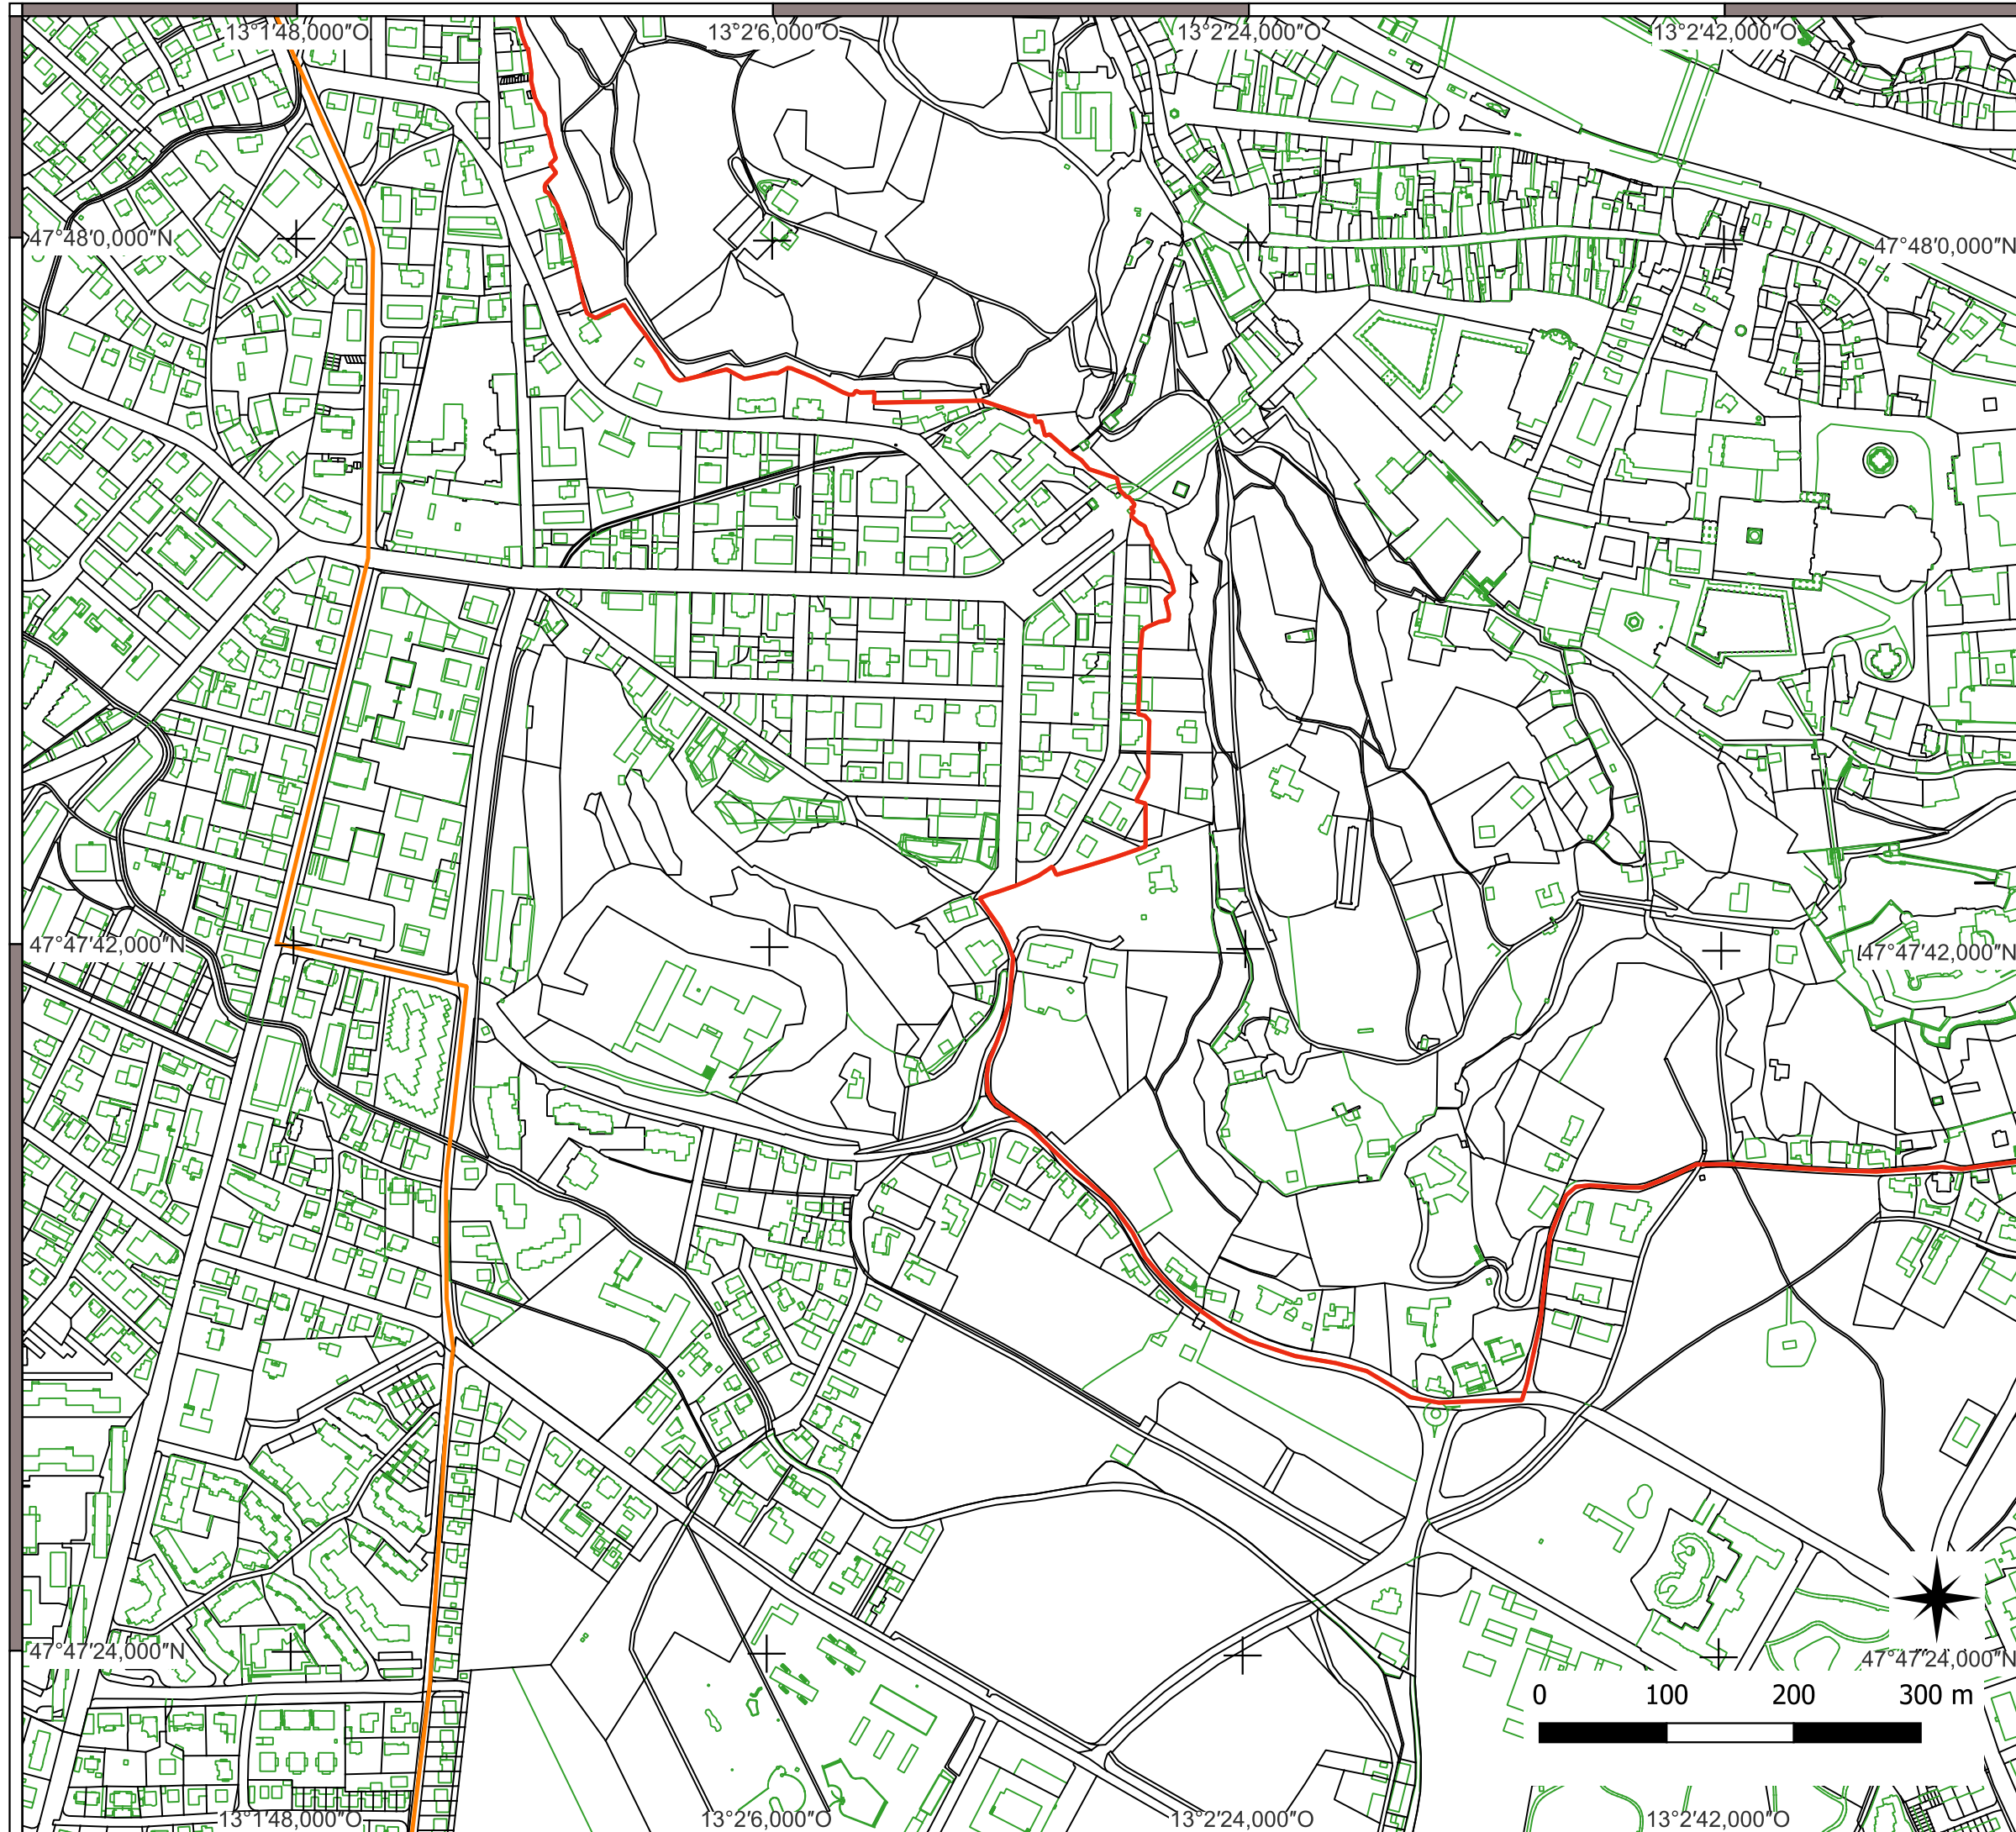 13°1′48,000″O 13°2′6,000″O 13°2′24,000″O 13°2′42,000″O
47°48′0,000″N 47°48′0,000″N
47°47′42,000″N 47°47′42,000″N
47°47′24,000″N 47°47′24,000″N
0 100 200 300 m
13°1′48,000″O 13°2′6,000″O 13°2′24,000″O 13°2′42,000″O